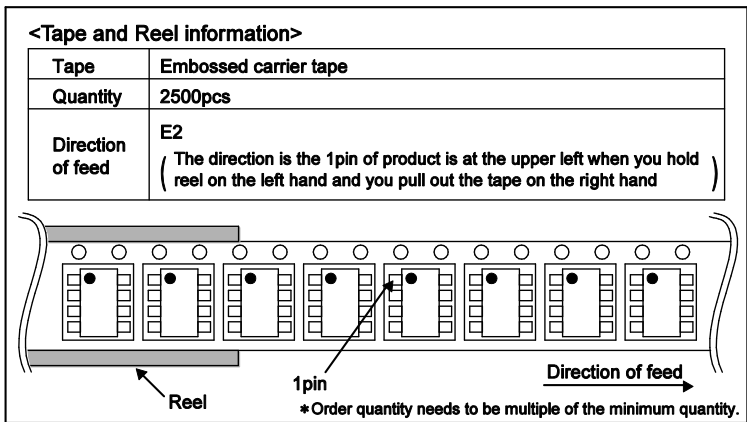 <Tape and Reel information>
Tape Embossed carrier tape
Quantity 2500pcs
Direction of feed E2
( The direction is the 1pin of product is at the upper left when you hold
reel on the left hand and you pull out the tape on the right hand )
Direction of feed
1pin
Reel
*Order quantity needs to be multiple of the minimum quantity.